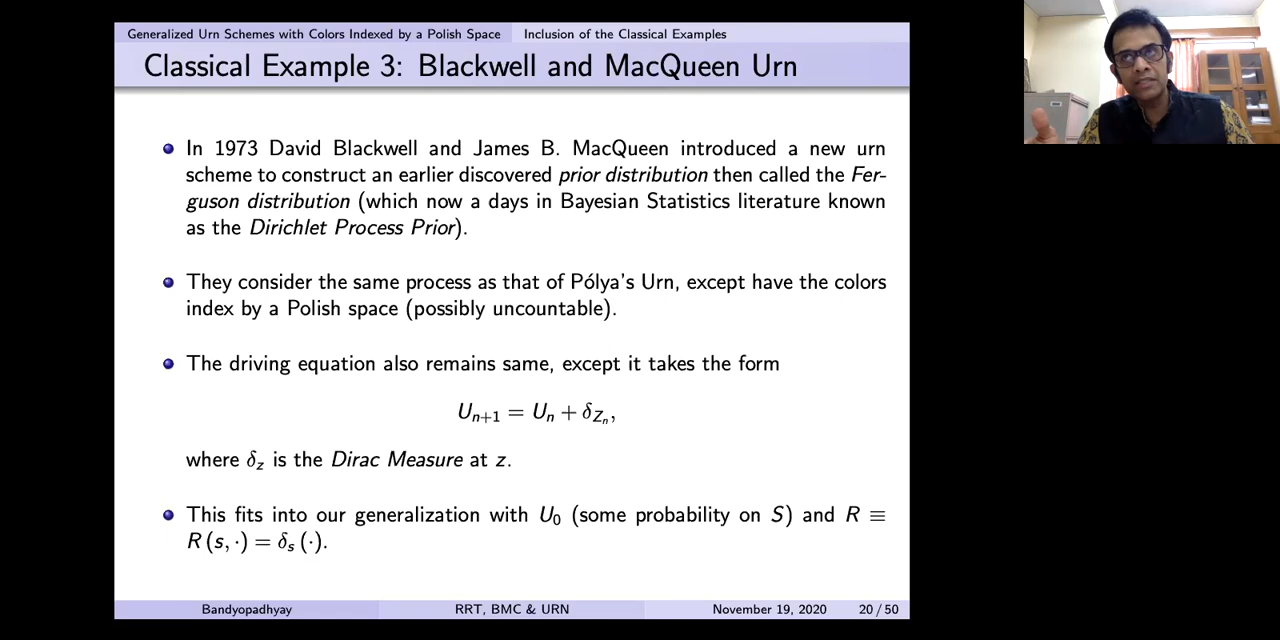 Generalized Urn Schemes with Colors Indexed by a Polish Space Inclusion of the Classical Examples
Classical Example 3: Blackwell and MacQueen Urn
In 1973 David Blackwell and James B. MacQueen introduced a new urn
scheme to construct an earlier discovered prior distribution then called the Fer-
guson distribution (which now a days in Bayesian Statistics literature known
as the Dirichlet Process Prior).
They consider the same process as that of Pólya's Urn, except have the colors
index by a Polish space (possibly uncountable).
The driving equation also remains same, except it takes the form
Uₙ₊₁ = Uₙ + δ_{Zₙ},
where δ_z is the Dirac Measure at z.
This fits into our generalization with U₀ (some probability on S) and R ≡
R (s, ·) = δₛ (·).
Bandyopadhyay RRT, BMC & URN November 19, 2020 20 / 50